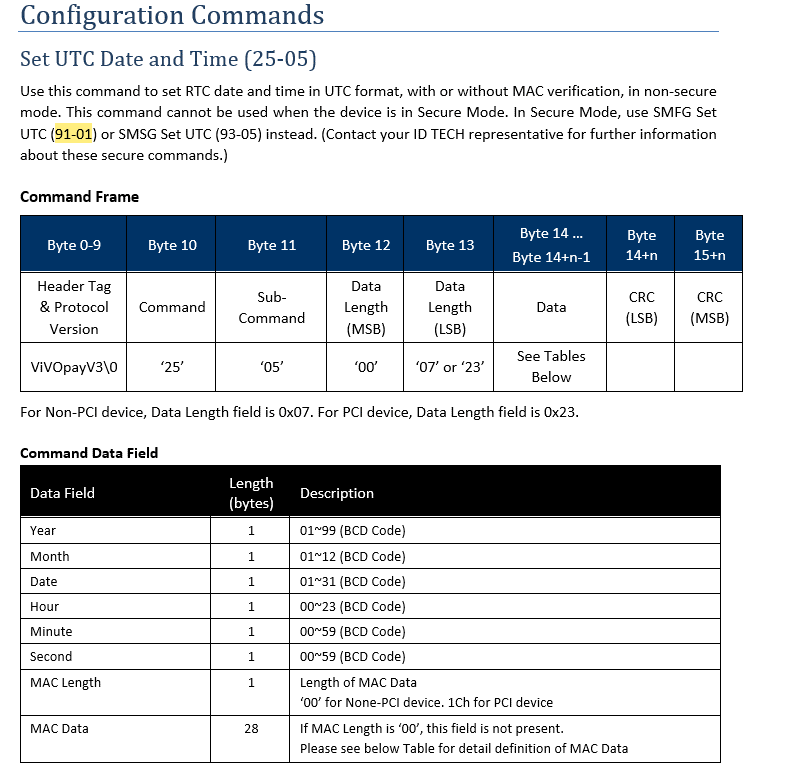 Configuration Commands
Set UTC Date and Time (25-05)
Use this command to set RTC date and time in UTC format, with or without MAC verification, in non-secure
mode. This command cannot be used when the device is in Secure Mode. In Secure Mode, use SMFG Set
UTC (91-01) or SMSG Set UTC (93-05) instead. (Contact your ID TECH representative for further information
about these secure commands.)
Command Frame
Byte 0-9 Byte 10 Byte 11 Byte 12 Byte 13 Byte 14 ... Byte 14+n-1 Byte 14+n Byte 15+n
Header Tag & Protocol Version Command Sub-Command Data Length (MSB) Data Length (LSB) Data CRC (LSB) CRC (MSB)
ViVOpayV3\0 ‘25’ ‘05’ ‘00’ ‘07’ or ‘23’ See Tables Below
For Non-PCI device, Data Length field is 0x07. For PCI device, Data Length field is 0x23.
Command Data Field
Data Field Length (bytes) Description
Year 1 01~99 (BCD Code)
Month 1 01~12 (BCD Code)
Date 1 01~31 (BCD Code)
Hour 1 00~23 (BCD Code)
Minute 1 00~59 (BCD Code)
Second 1 00~59 (BCD Code)
MAC Length 1 Length of MAC Data
‘00’ for None-PCI device. 1Ch for PCI device
MAC Data 28 If MAC Length is ‘00’, this field is not present.
Please see below Table for detail definition of MAC Data